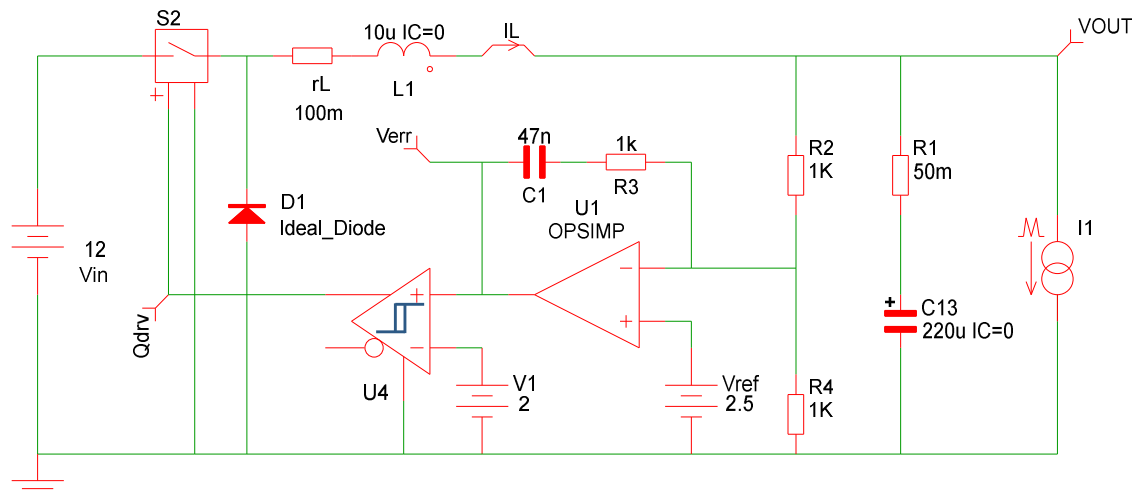 S2
10u IC=0
IL
VOUT
rL
L1
100m
Verr
47n
1k
R2
1K
R1
50m
C1
R3
D1
Ideal_Diode
U1
OPSIMP
I1
12
Vin
+
+
−
+
C13
220u IC=0
Qdrv
+
−
U4
V1
2
Vref
2.5
R4
1K